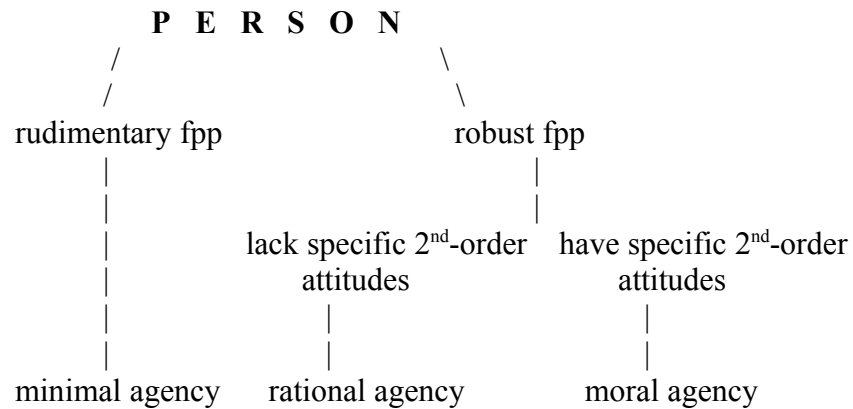 P E R S O N
rudimentary fpp robust fpp
lack specific 2nd-order have specific 2nd-order
attitudes attitudes
minimal agency rational agency moral agency